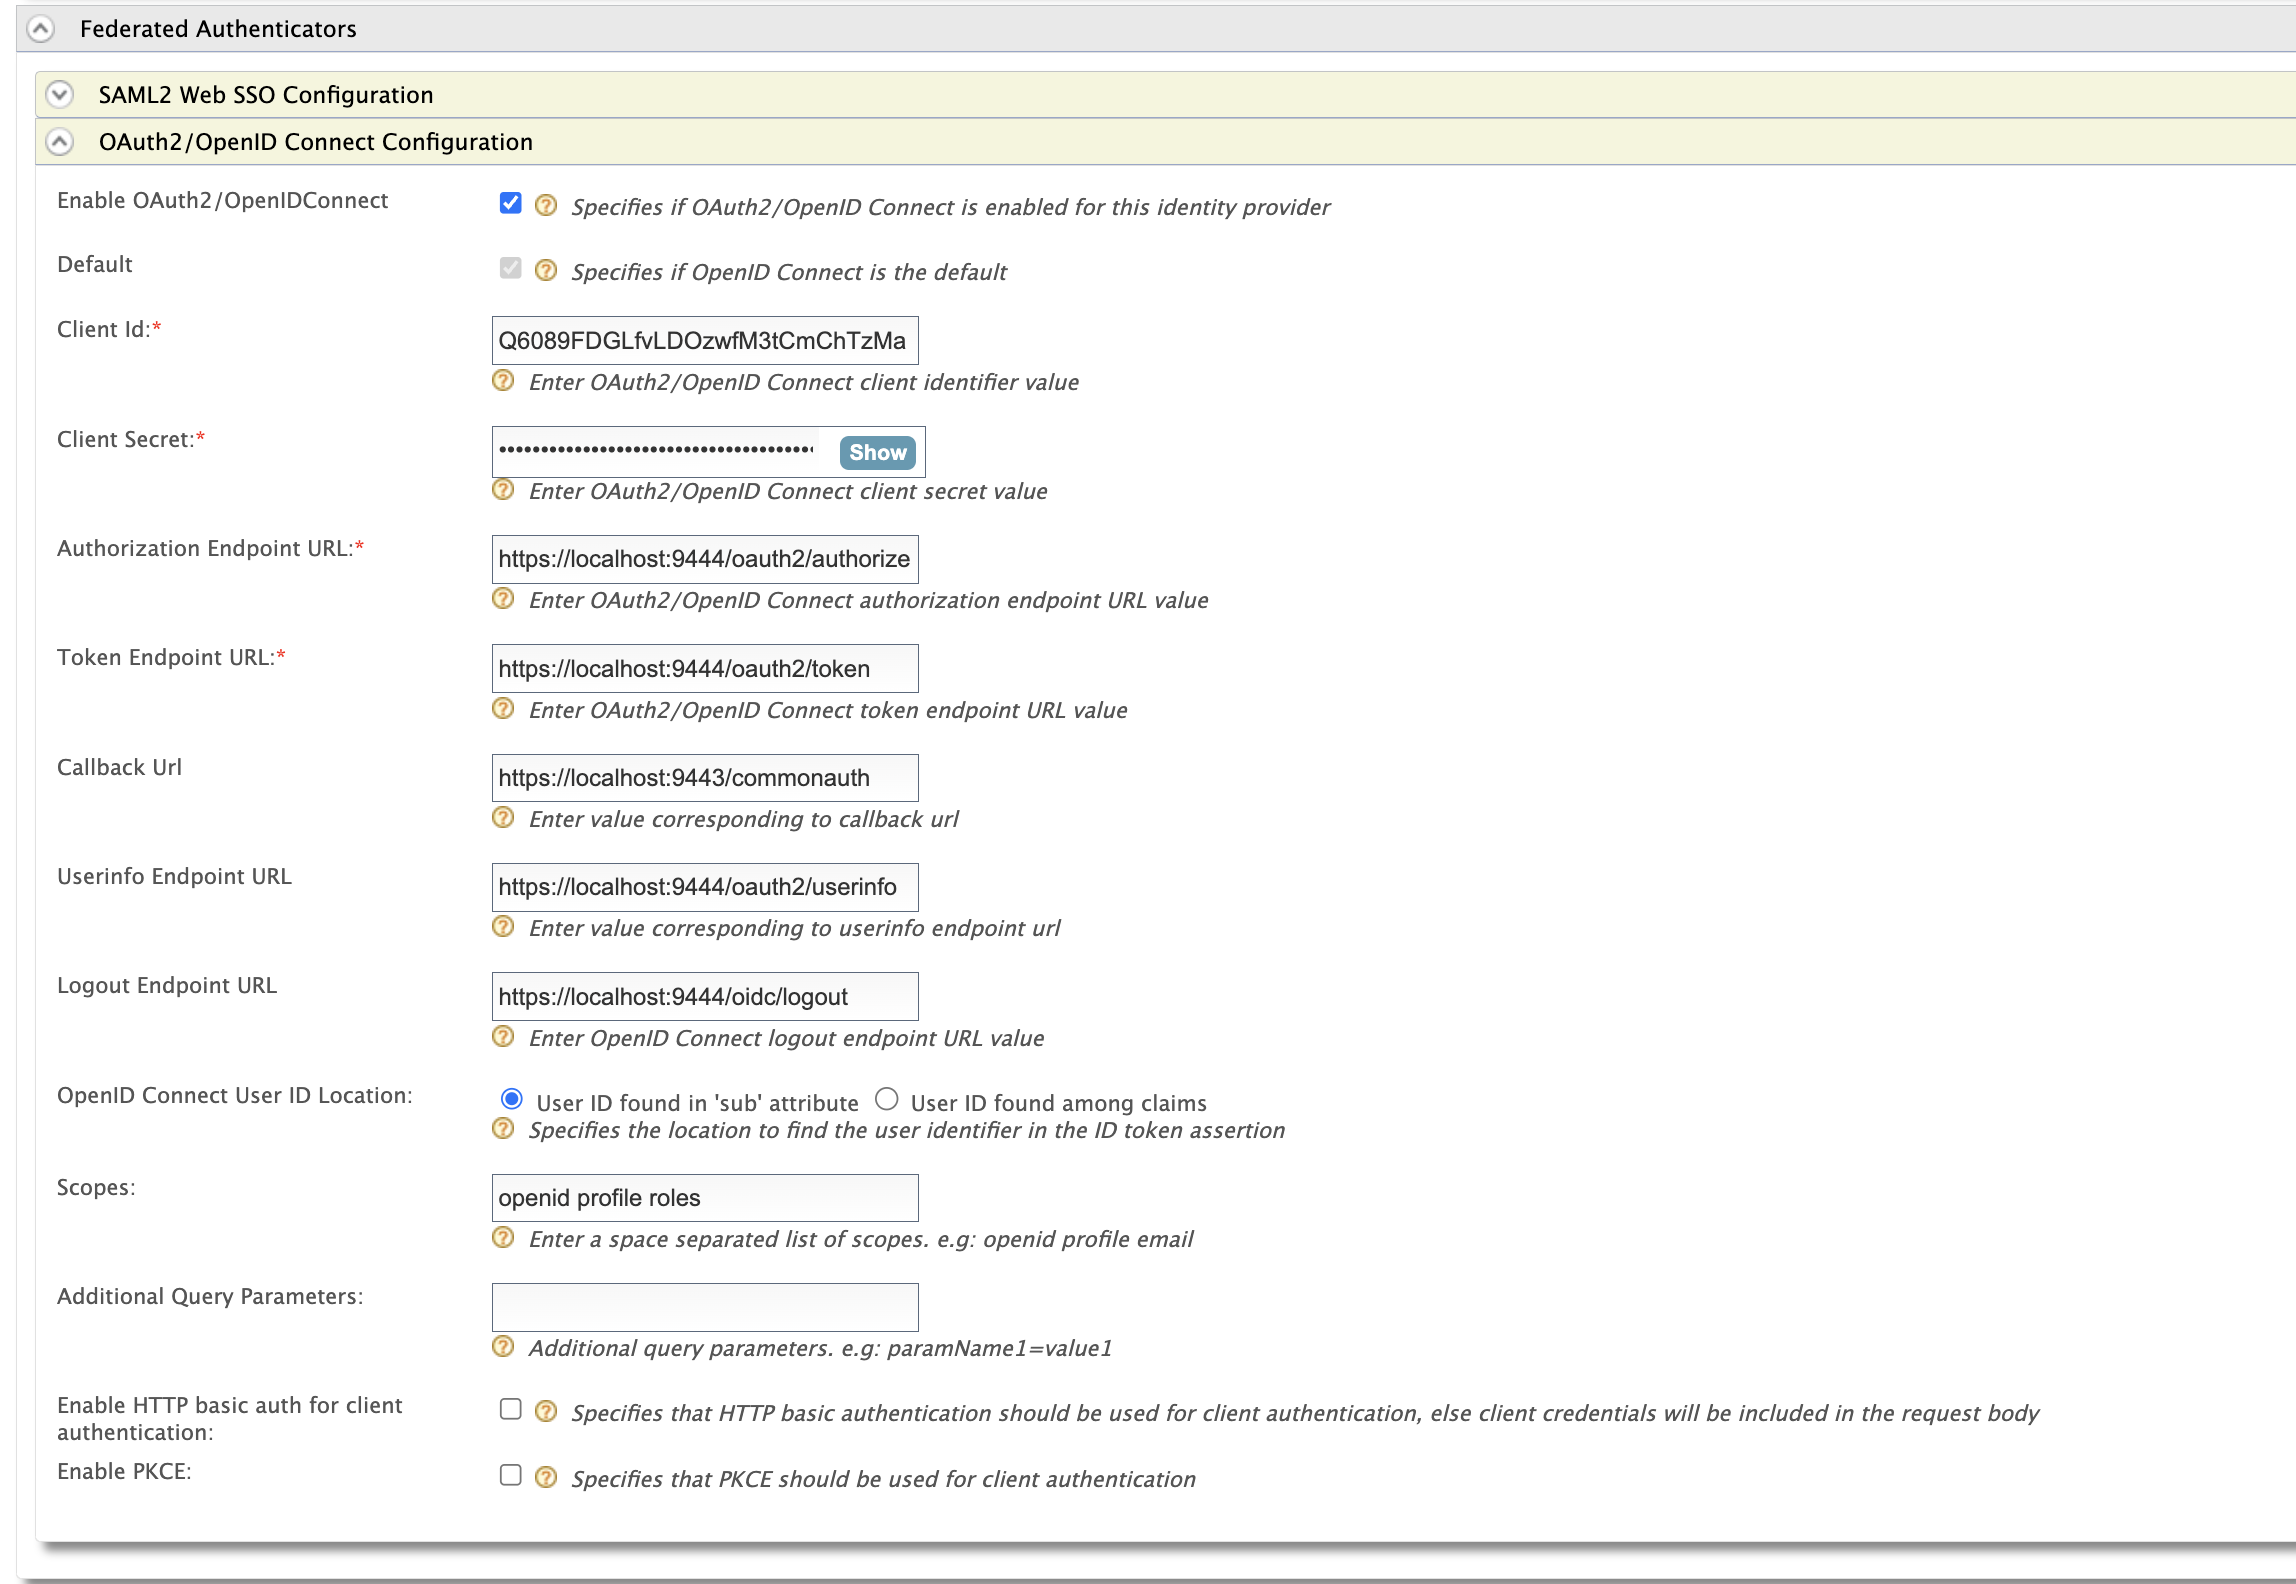 Federated Authenticators
SAML2 Web SSO Configuration
OAuth2/OpenID Connect Configuration
Enable OAuth2/OpenIDConnect
Specifies if OAuth2/OpenID Connect is enabled for this identity provider
Default
Specifies if OpenID Connect is the default
Client Id:*
Q6089FDGLfvLDOzwfM3tCmChTzMa
Enter OAuth2/OpenID Connect client identifier value
Client Secret:*
Show
Enter OAuth2/OpenID Connect client secret value
Authorization Endpoint URL:*
https://localhost:9444/oauth2/authorize
Enter OAuth2/OpenID Connect authorization endpoint URL value
Token Endpoint URL:*
https://localhost:9444/oauth2/token
Enter OAuth2/OpenID Connect token endpoint URL value
Callback Url
https://localhost:9443/commonauth
Enter value corresponding to callback url
Userinfo Endpoint URL
https://localhost:9444/oauth2/userinfo
Enter value corresponding to userinfo endpoint url
Logout Endpoint URL
https://localhost:9444/oidc/logout
Enter OpenID Connect logout endpoint URL value
OpenID Connect User ID Location:
User ID found in 'sub' attribute User ID found among claims
Specifies the location to find the user identifier in the ID token assertion
Scopes:
openid profile roles
Enter a space separated list of scopes. e.g: openid profile email
Additional Query Parameters:
Additional query parameters. e.g: paramName1=value1
Enable HTTP basic auth for client
authentication:
Specifies that HTTP basic authentication should be used for client authentication, else client credentials will be included in the request body
Enable PKCE:
Specifies that PKCE should be used for client authentication